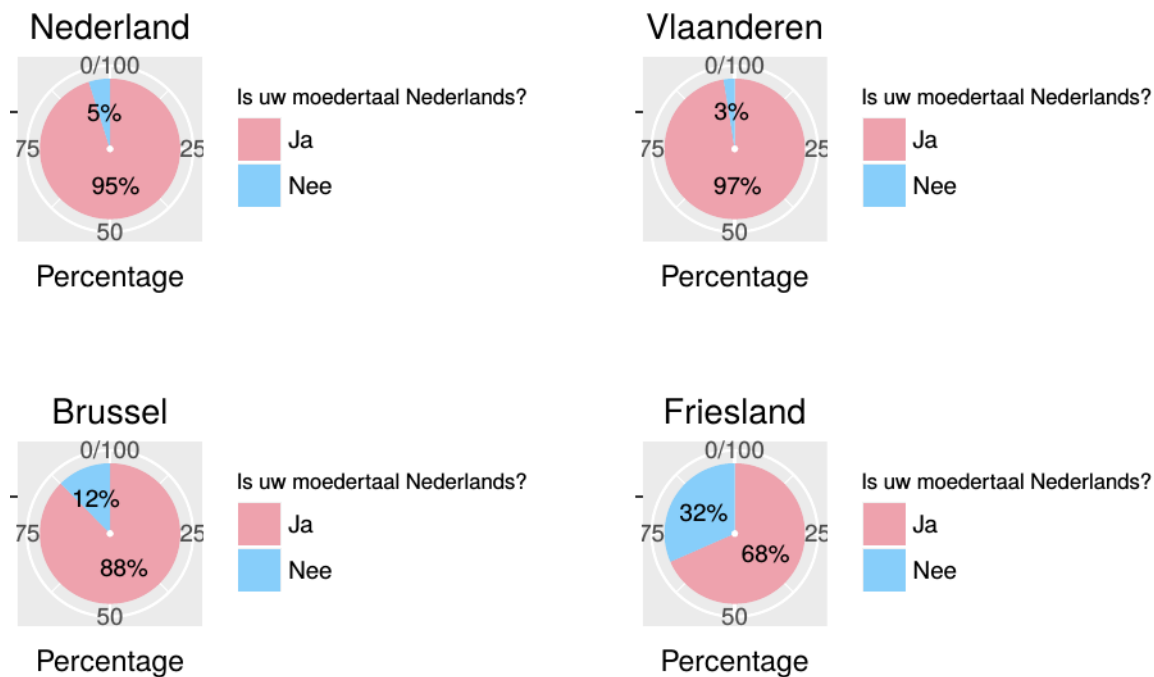 Nederland
0/100
5%
75
25
95%
50
Percentage
Is uw moedertaal Nederlands?
Ja
Nee
Vlaanderen
0/100
3%
75
25
97%
50
Percentage
Is uw moedertaal Nederlands?
Ja
Nee
Brussel
0/100
12%
75
25
88%
50
Percentage
Is uw moedertaal Nederlands?
Ja
Nee
Friesland
0/100
32%
75
25
68%
50
Percentage
Is uw moedertaal Nederlands?
Ja
Nee